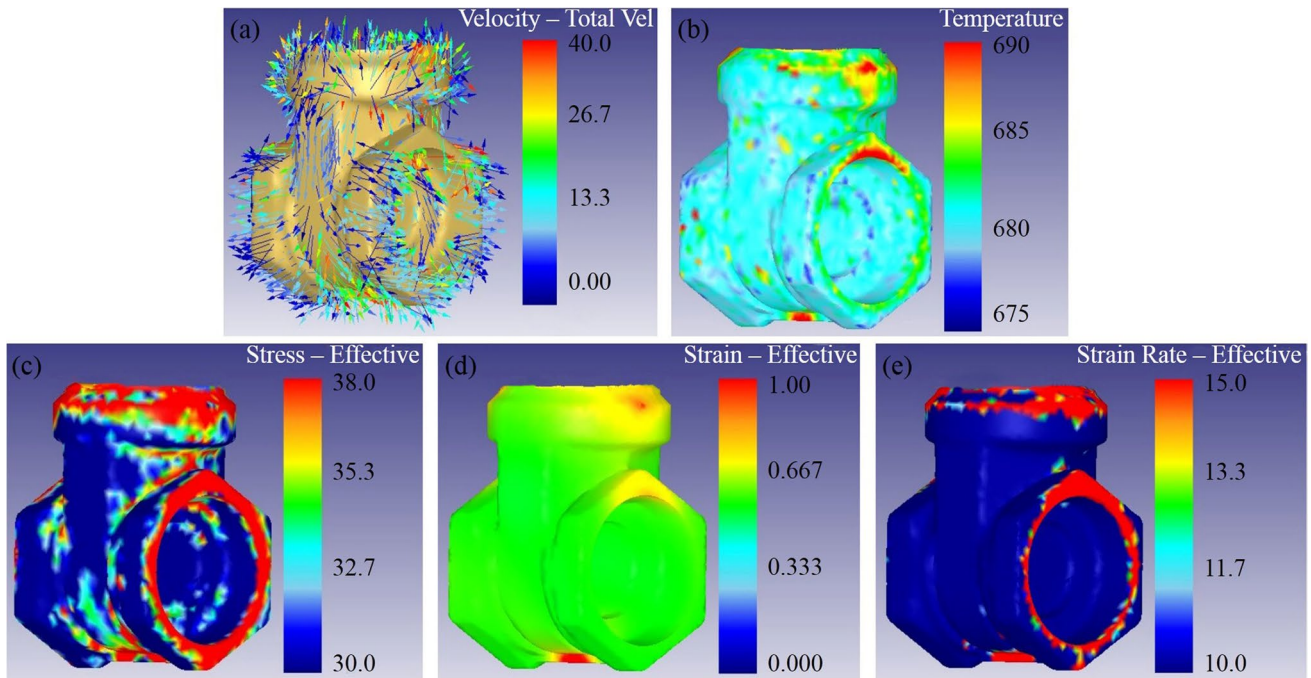 (a)
Velocity – Total Vel
40.0
26.7
13.3
0.00
(b)
Temperature
690
685
680
675
(c)
Stress – Effective
38.0
35.3
32.7
30.0
(d)
Strain – Effective
1.00
0.667
0.333
0.000
(e)
Strain Rate – Effective
15.0
13.3
11.7
10.0